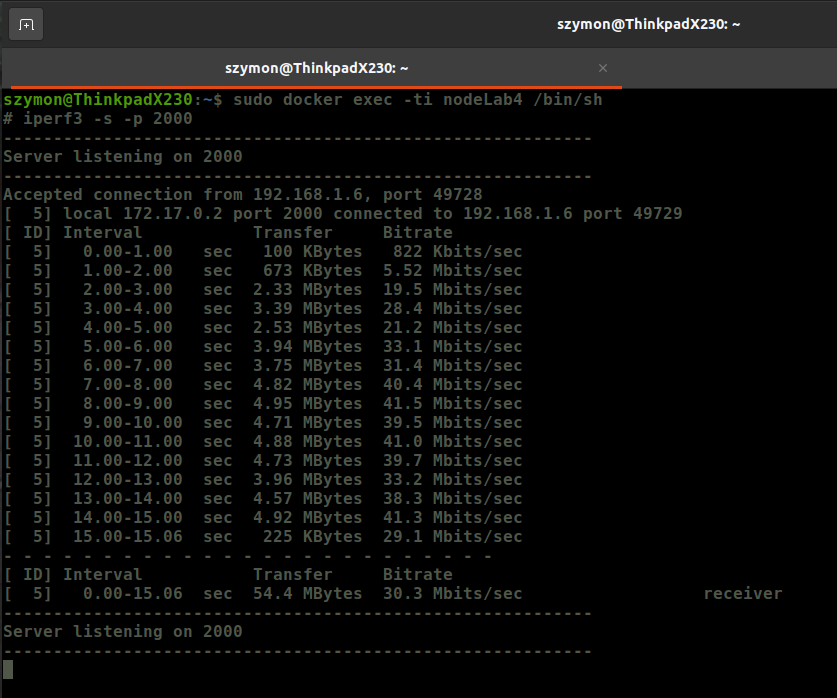 szymon@ThinkpadX230: ~
szymon@ThinkpadX230: ~ ×
szymon@ThinkpadX230:~$ sudo docker exec -ti nodeLab4 /bin/sh
# iperf3 -s -p 2000
-----------------------------------------------------------
Server listening on 2000
-----------------------------------------------------------
Accepted connection from 192.168.1.6, port 49728
[  5] local 172.17.0.2 port 2000 connected to 192.168.1.6 port 49729
[ ID] Interval           Transfer     Bitrate
[  5]   0.00-1.00   sec   100 KBytes   822 Kbits/sec
[  5]   1.00-2.00   sec   673 KBytes  5.52 Mbits/sec
[  5]   2.00-3.00   sec  2.33 MBytes  19.5 Mbits/sec
[  5]   3.00-4.00   sec  3.39 MBytes  28.4 Mbits/sec
[  5]   4.00-5.00   sec  2.53 MBytes  21.2 Mbits/sec
[  5]   5.00-6.00   sec  3.94 MBytes  33.1 Mbits/sec
[  5]   6.00-7.00   sec  3.75 MBytes  31.4 Mbits/sec
[  5]   7.00-8.00   sec  4.82 MBytes  40.4 Mbits/sec
[  5]   8.00-9.00   sec  4.95 MBytes  41.5 Mbits/sec
[  5]   9.00-10.00  sec  4.71 MBytes  39.5 Mbits/sec
[  5]  10.00-11.00  sec  4.88 MBytes  41.0 Mbits/sec
[  5]  11.00-12.00  sec  4.73 MBytes  39.7 Mbits/sec
[  5]  12.00-13.00  sec  3.96 MBytes  33.2 Mbits/sec
[  5]  13.00-14.00  sec  4.57 MBytes  38.3 Mbits/sec
[  5]  14.00-15.00  sec  4.92 MBytes  41.3 Mbits/sec
[  5]  15.00-15.06  sec   225 KBytes  29.1 Mbits/sec
- - - - - - - - - - - - - - - - - - - - - - - - -
[ ID] Interval           Transfer     Bitrate
[  5]   0.00-15.06  sec  54.4 MBytes  30.3 Mbits/sec                  receiver
-----------------------------------------------------------
Server listening on 2000
-----------------------------------------------------------